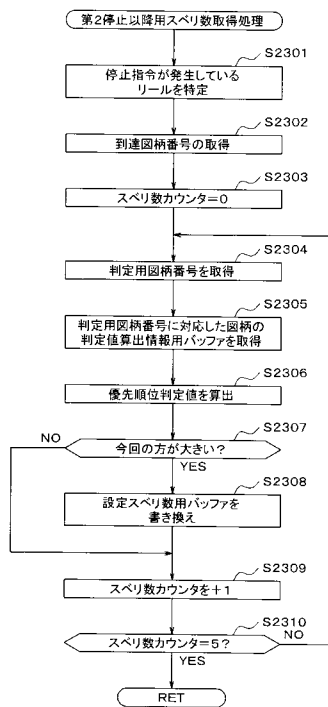 第2停止以降用スベリ数取得処理
S2301
停止指令が発生している
リールを特定
S2302
到達図柄番号の取得
S2303
スベリ数カウンター=0
S2304
判定用図柄番号を取得
S2305
判定用図柄番号に対応した図柄の
判定値算出情報用バッファを取得
S2306
優先順位判定値を算出
S2307
NO
今回の方が大きい?
YES
S2308
設定スベリ数用バッファを
書き換え
S2309
スベリ数カウンタを+1
S2310
スベリ数カウンター=5?
NO
YES
RET